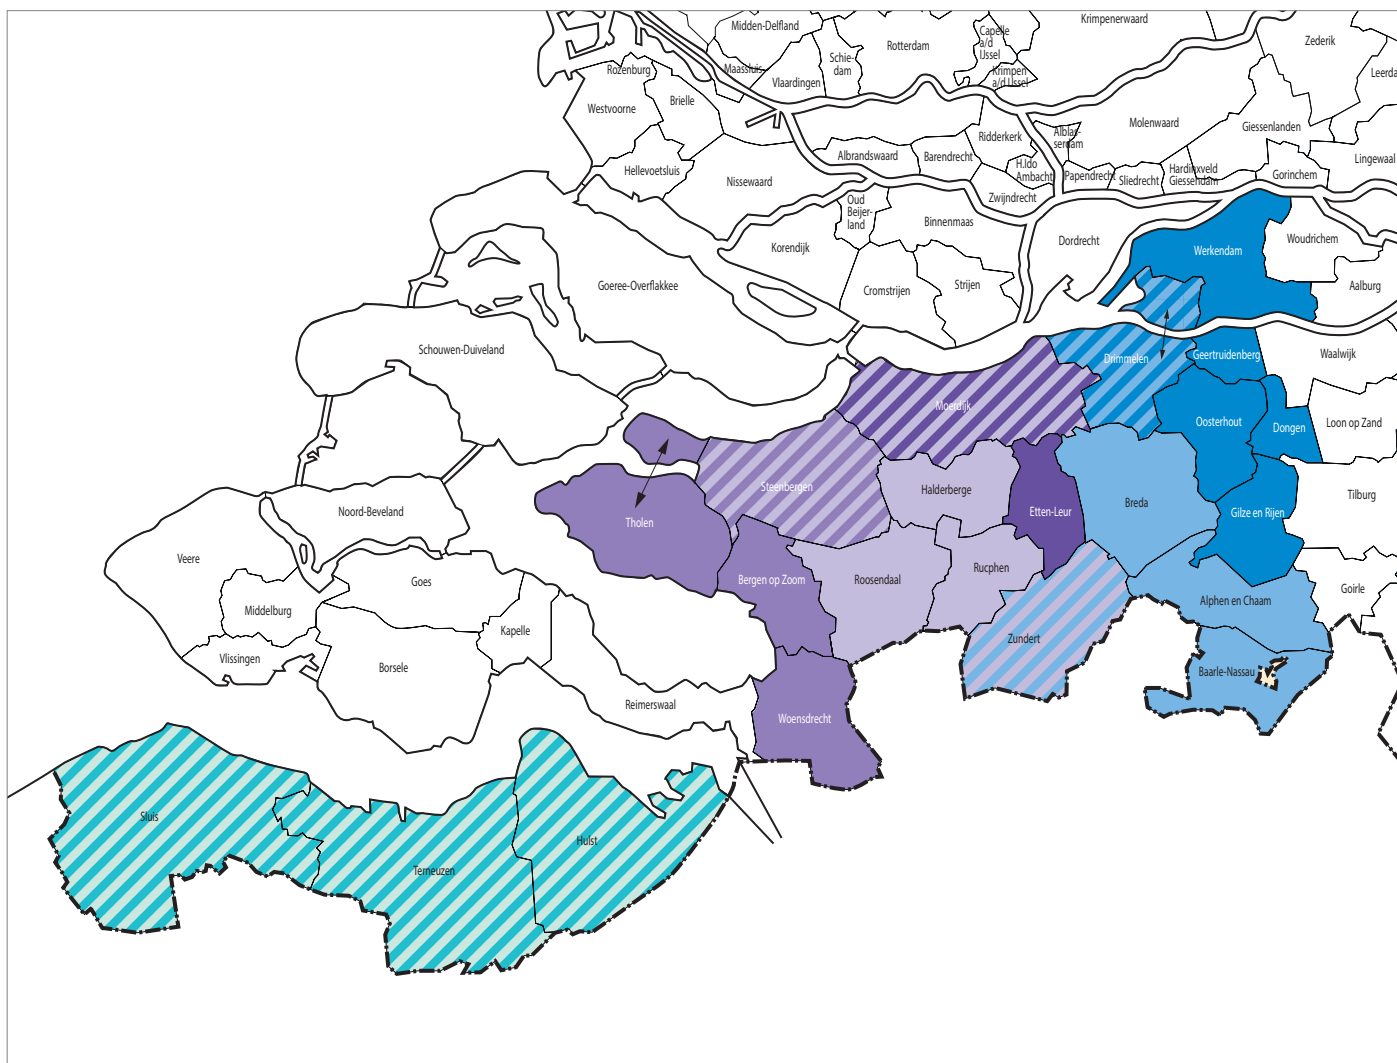 Krimpenerwaard
Midden-Delfland
Capelle
a/d
IJssel
Rotterdam
Zederik
Schie-
dam
Rozenburg
Maassluis
Vlaardingen
Krimpen
a/d IJssel
Leerda
Westvoorne
Brielle
Molenwaard
Giessenlanden
Alblas-
serdam
Ridderkerk
Albrandswaard
Barendrecht
H.Ido
Ambacht
Papendrecht
Sliedrecht
Hardinxveld
Giessendam
Gorinchem
Lingewaal
Hellevoetsluis
Nissewaard
Zwijndrecht
Oud
Beijer-
land
Binnenmaas
Korendijk
Dordrecht
Werkendam
Woudrichem
Goeree-Overflakkee
Cromstrijen
Strijen
Aalburg
Schouwen-Duiveland
Drimmelen
Geertruidenberg
Waalwijk
Moerdijk
Oosterhout
Dongen
Loon op Zand
Steenbergen
Halderberge
Breda
Tilburg
Noord-Beveland
Tholen
Etten-Leur
Gilze en Rijen
Veere
Goes
Bergen op Zoom
Roosendaal
Rucphen
Goirle
Middelburg
Alphen en Chaam
Kapelle
Zundert
Vlissingen
Borsele
Baarle-Nassau
Reimerswaal
Woensdrecht
Sluis
Hulst
Terneuzen